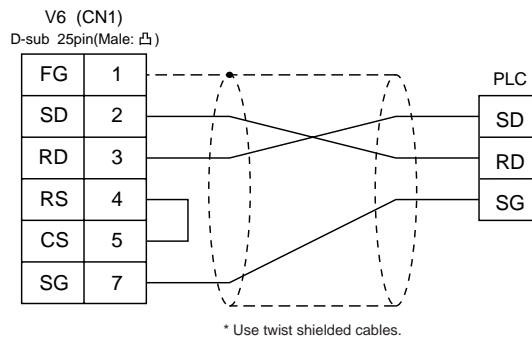 V6 (CN1)
D-sub 25pin(Male: 凸)
FG 1
PLC
SD 2 SD
RD 3 RD
RS 4 SG
CS 5
SG 7
* Use twist shielded cables.